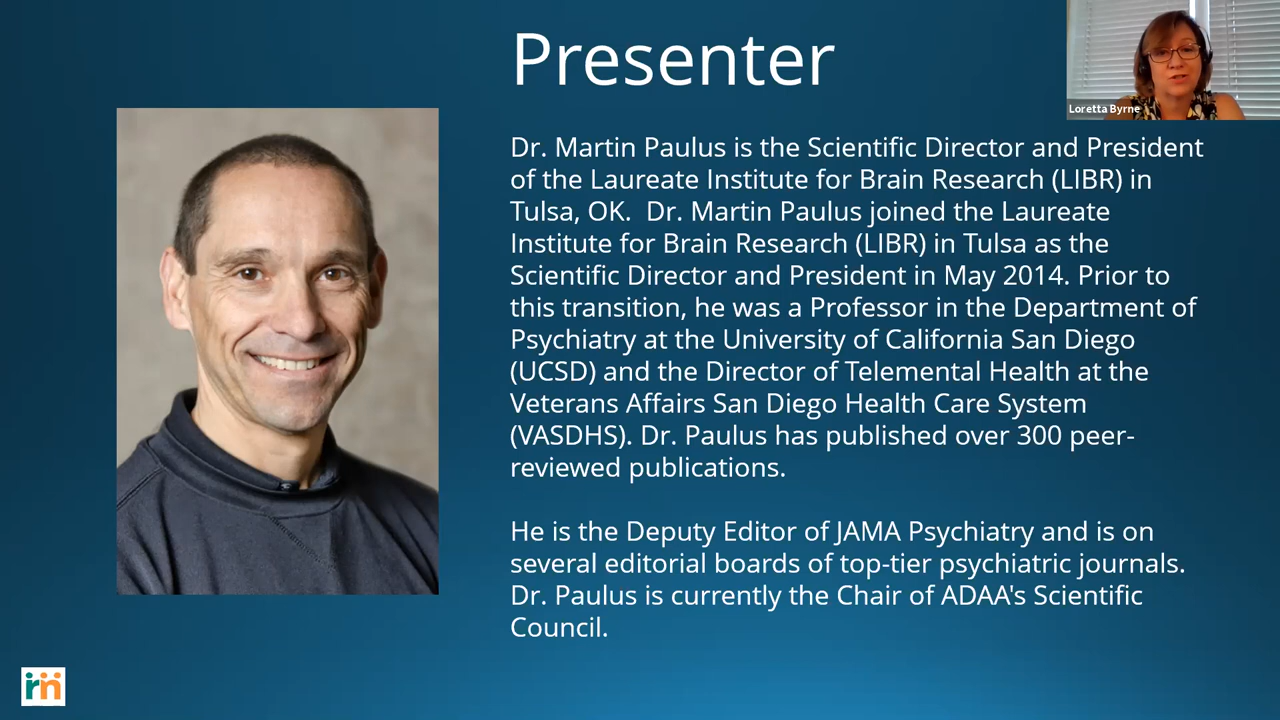 Presenter
Loretta Byrne
Dr. Martin Paulus is the Scientific Director and President
of the Laureate Institute for Brain Research (LIBR) in
Tulsa, OK.  Dr. Martin Paulus joined the Laureate
Institute for Brain Research (LIBR) in Tulsa as the
Scientific Director and President in May 2014. Prior to
this transition, he was a Professor in the Department of
Psychiatry at the University of California San Diego
(UCSD) and the Director of Telemental Health at the
Veterans Affairs San Diego Health Care System
(VASDHS). Dr. Paulus has published over 300 peer-
reviewed publications.
He is the Deputy Editor of JAMA Psychiatry and is on
several editorial boards of top-tier psychiatric journals.
Dr. Paulus is currently the Chair of ADAA's Scientific
Council.
rm